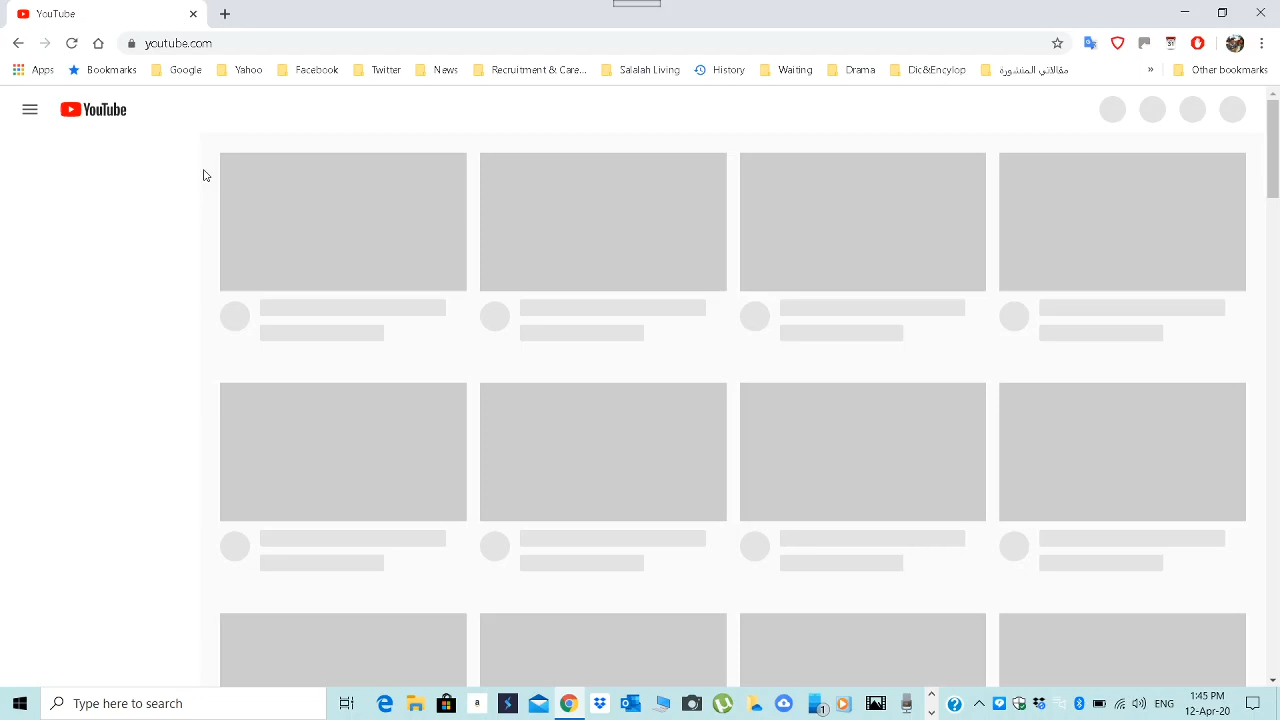 YouTube
youtube.com
Apps Bookmarks Google Yahoo Facebook Twitter News Recruitment & Care... Salalah Living History Waiting Drama Dic&Encylop مقالاتي المنشورة » Other bookmarks
YouTube
Type here to search
a
1
ENG
1:45 PM
12-Apr-20